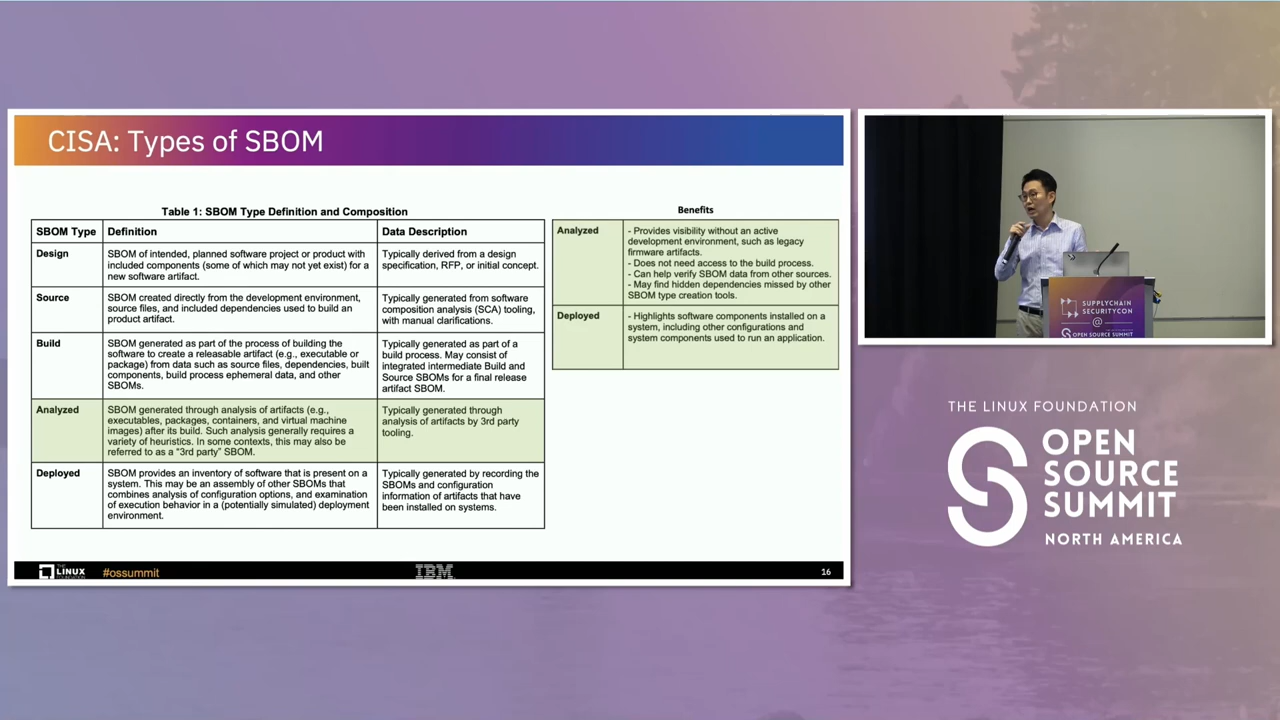 CISA: Types of SBOM
Table 1: SBOM Type Definition and Composition
SBOM Type Definition Data Description
Design
SBOM of intended, planned software project or product with
included components (some of which may not yet exist) for a
new software artifact.
Typically derived from a design
specification, RFP, or initial concept.
Source
SBOM created directly from the development environment,
source files, and included dependencies used to build an
product artifact.
Typically generated from software
composition analysis (SCA) tooling,
with manual clarifications.
Build
SBOM generated as part of the process of building the
software to create a releasable artifact (e.g., executable or
package) from data such as source files, dependencies, built
components, build process ephemeral data, and other
SBOMs.
Typically generated as part of a
build process. May consist of
integrated intermediate Build and
Source SBOMs for a final release
artifact SBOM.
Analyzed
SBOM generated through analysis of artifacts (e.g.,
executables, packages, containers, and virtual machine
images) after its build. Such analysis generally requires a
variety of heuristics. In some contexts, this may also be
referred to as a “3rd party” SBOM.
Typically generated through
analysis of artifacts by 3rd party
tooling.
Deployed
SBOM provides an inventory of software that is present on a
system. This may be an assembly of other SBOMs that
combines analysis of configuration options, and examination
of execution behavior in a (potentially simulated) deployment
environment.
Typically generated by recording the
SBOMs and configuration
information of artifacts that have
been installed on systems.
Benefits
Analyzed
- Provides visibility without an active
development environment, such as legacy
firmware artifacts.
- Does not need access to the build process.
- Can help verify SBOM data from other sources.
- May find hidden dependencies missed by other
SBOM type creation tools.
Deployed
- Highlights software components installed on a
system, including other configurations and
system components used to run an application.
THE
LINUX
FOUNDATION
#ossummit
IBM
16
SUPPLYCHAIN
SECURITYCON
@
OPEN SOURCE SUMMIT
THE LINUX FOUNDATION
OPEN
SOURCE
SUMMIT
NORTH AMERICA